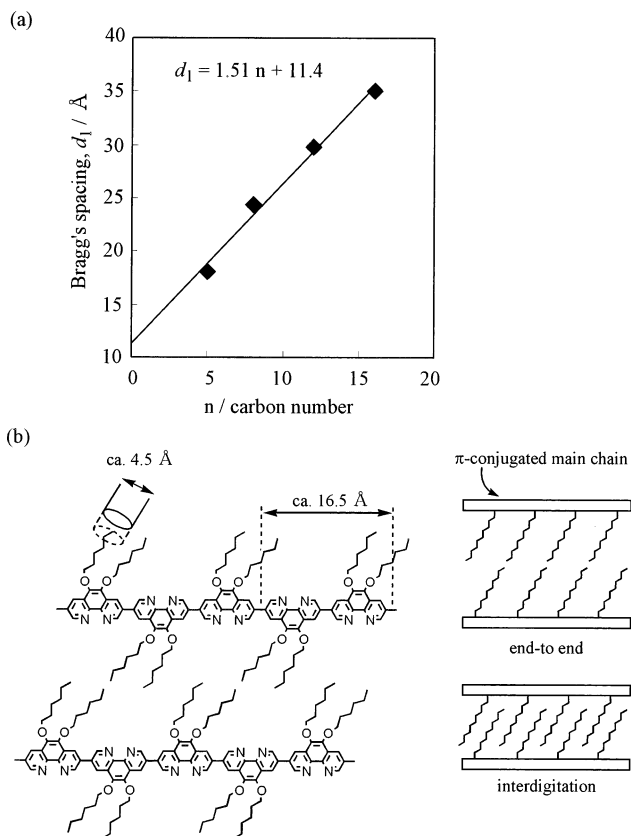 (a)
d₁ = 1.51 n + 11.4
Bragg's spacing, d₁ / Å
40
35
30
25
20
15
10
0
5
10
15
20
n / carbon number
(b)
ca. 4.5 Å
ca. 16.5 Å
π-conjugated main chain
O O O O O O
N N N N N N N N N N
O O O O
end-to end
O O O O O O
N N N N N N N N N N
O O O O
interdigitation